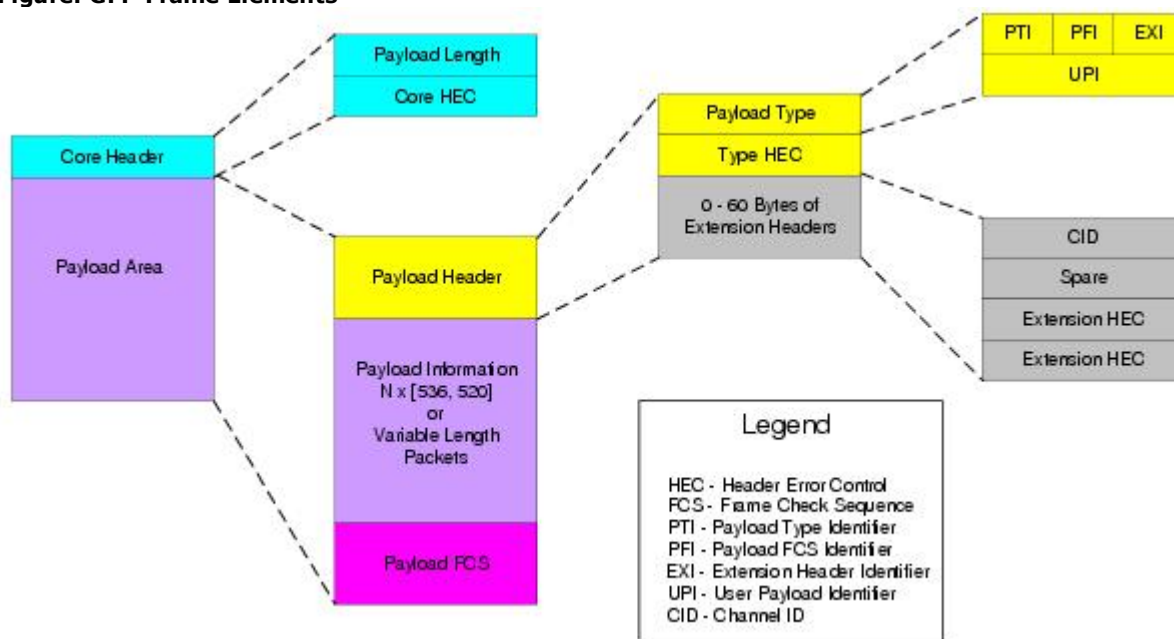 Figure: GFP Frame Elements
Payload Length
Core HEC
Core Header
Payload Area
Payload Header
Payload Information
N x [536, 520]
or
Variable Length
Packets
Payload FCS
Payload Type
Type HEC
0 - 60 Bytes of
Extension Headers
PTI PFI EXI
UPI
CID
Spare
Extension HEC
Extension HEC
Legend
HEC - Header Error Control
FCS - Frame Check Sequence
PTI - Payload Type Identifier
PFI - Payload FCS Identifier
EXI - Extension Header Identifier
UPI - User Payload Identifier
CID - Channel ID